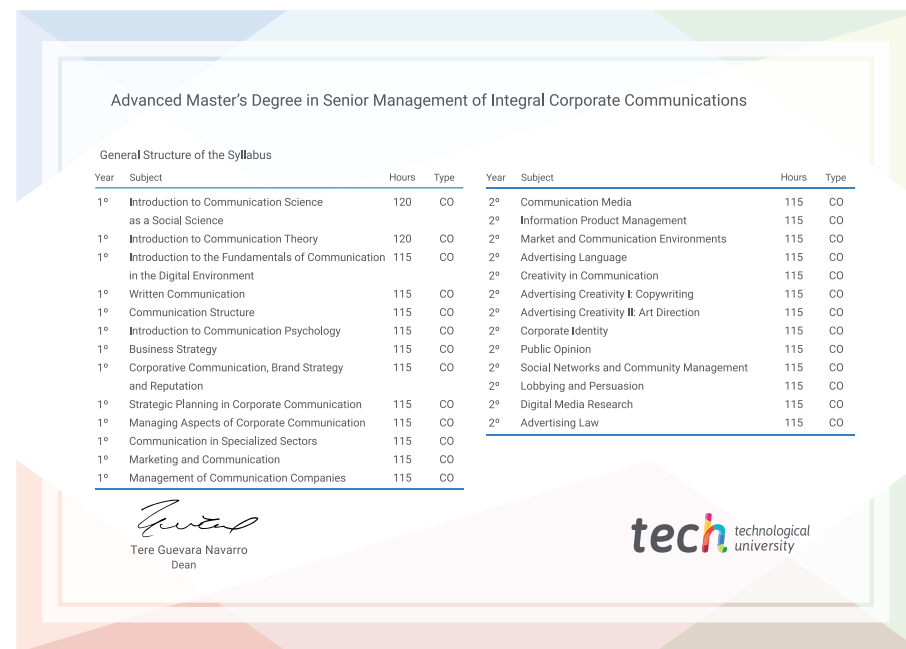 Advanced Master's Degree in Senior Management of Integral Corporate Communications
General Structure of the Syllabus
Year Subject Hours Type
1º Introduction to Communication Science 120 CO
as a Social Science
1º Introduction to Communication Theory 120 CO
1º Introduction to the Fundamentals of Communication 115 CO
in the Digital Environment
1º Written Communication 115 CO
1º Communication Structure 115 CO
1º Introduction to Communication Psychology 115 CO
1º Business Strategy 115 CO
1º Corporative Communication, Brand Strategy 115 CO
and Reputation
1º Strategic Planning in Corporate Communication 115 CO
1º Managing Aspects of Corporate Communication 115 CO
1º Communication in Specialized Sectors 115 CO
1º Marketing and Communication 115 CO
1º Management of Communication Companies 115 CO
Year Subject Hours Type
2º Communication Media 115 CO
2º Information Product Management 115 CO
2º Market and Communication Environments 115 CO
2º Advertising Language 115 CO
2º Creativity in Communication 115 CO
2º Advertising Creativity I: Copywriting 115 CO
2º Advertising Creativity II: Art Direction 115 CO
2º Corporate Identity 115 CO
2º Public Opinion 115 CO
2º Social Networks and Community Management 115 CO
2º Lobbying and Persuasion 115 CO
2º Digital Media Research 115 CO
2º Advertising Law 115 CO
Tere Guevara Navarro
Dean
tech technological
university